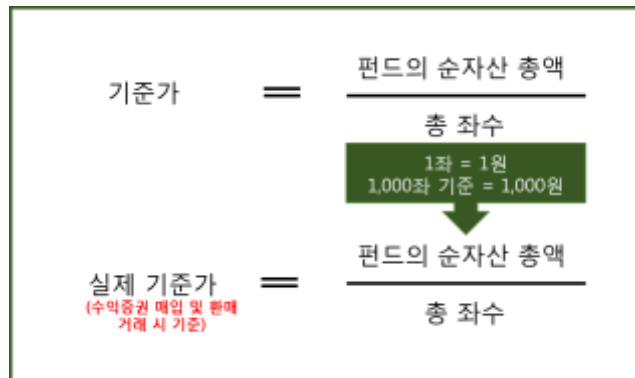 펀드의 순자산 총액
기준가 =
총 좌수
1좌 = 1원
1,000좌 기준 = 1,000원
펀드의 순자산 총액
실제 기준가 =
(수익증권 매입 및 환매
거래 시 기준)
총 좌수